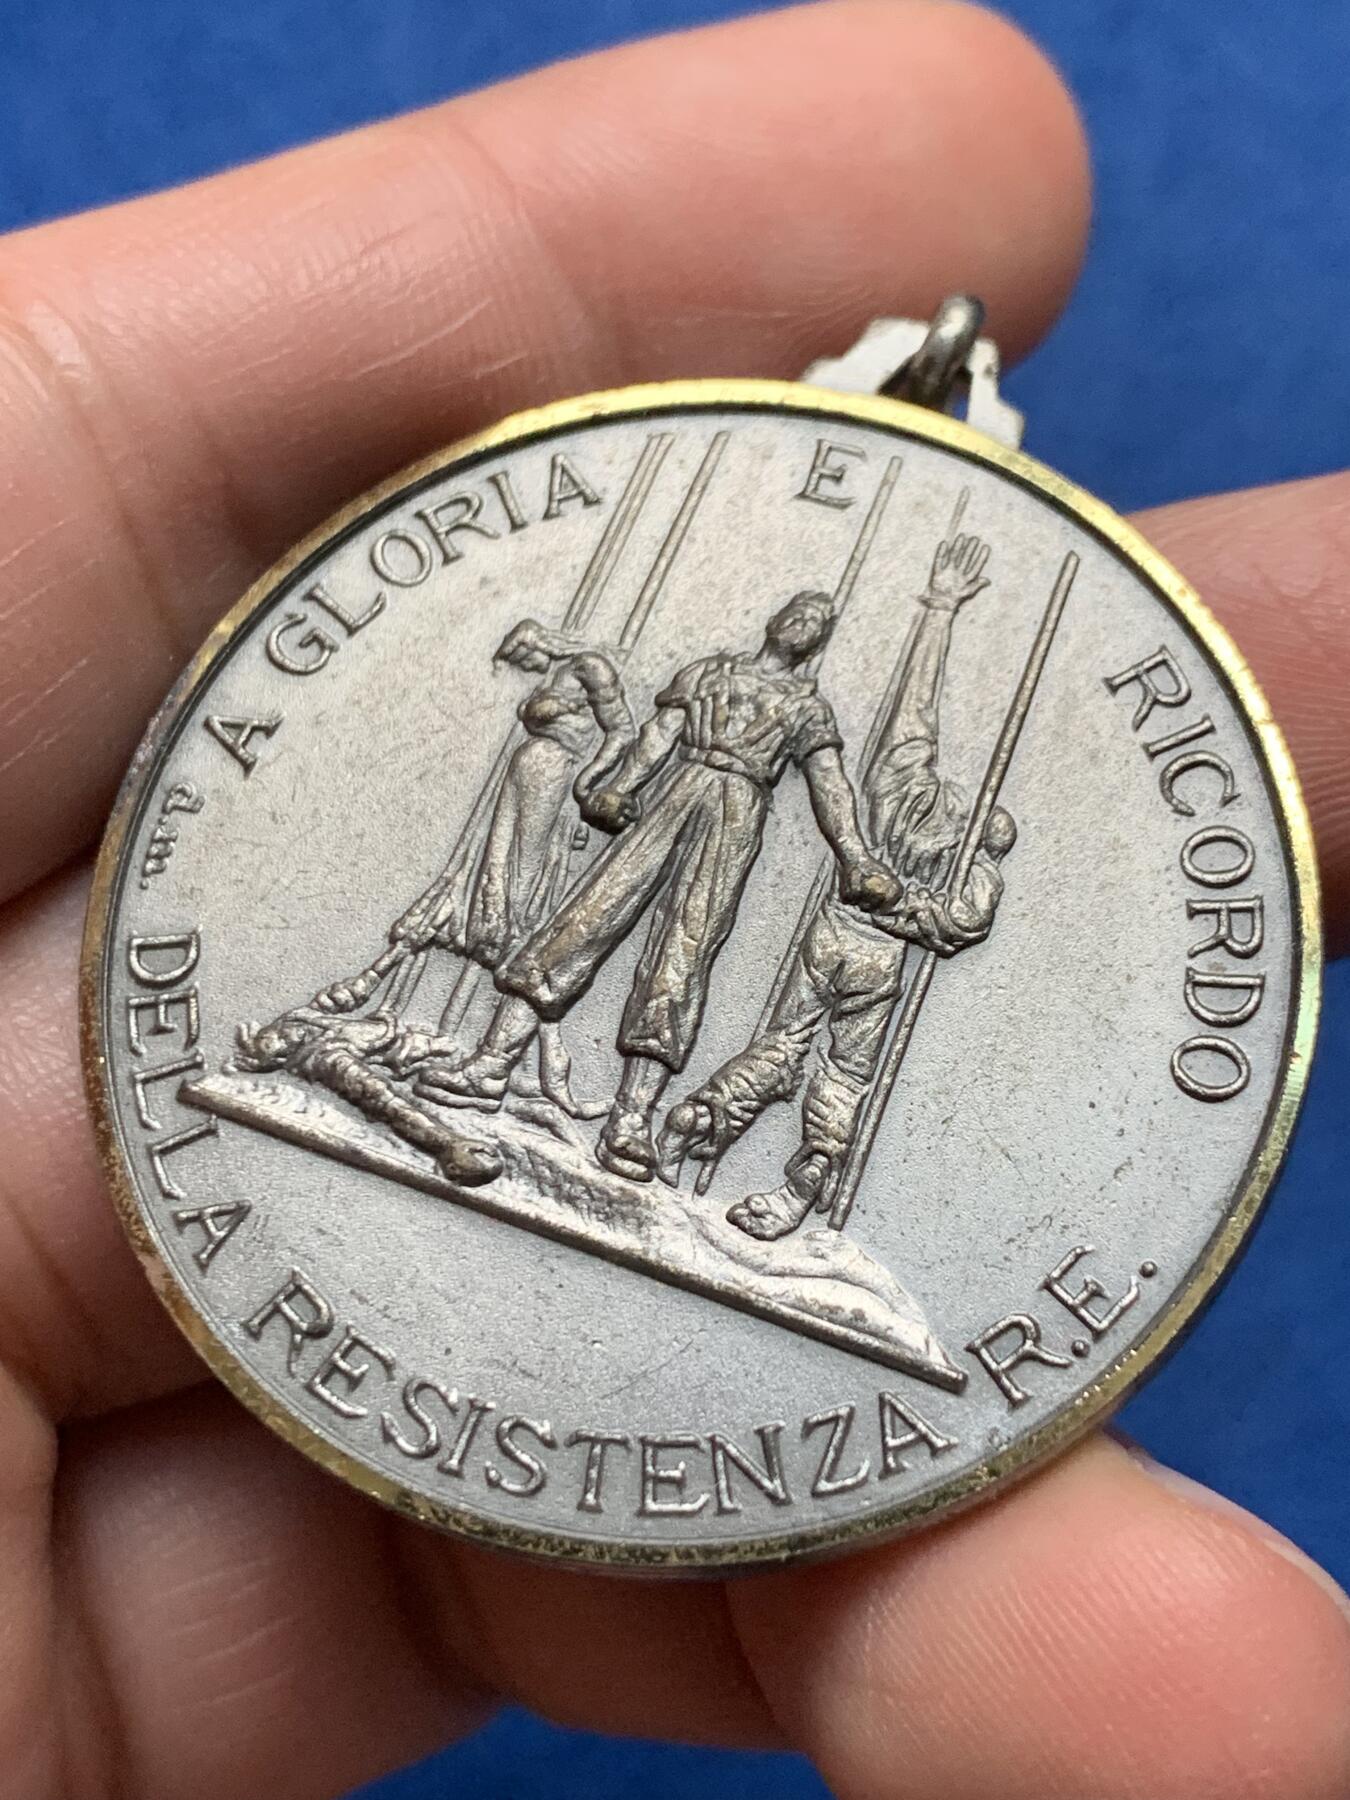 A GLORIA E RICORDO
DELLA RESISTENZA R.E.
d.m.